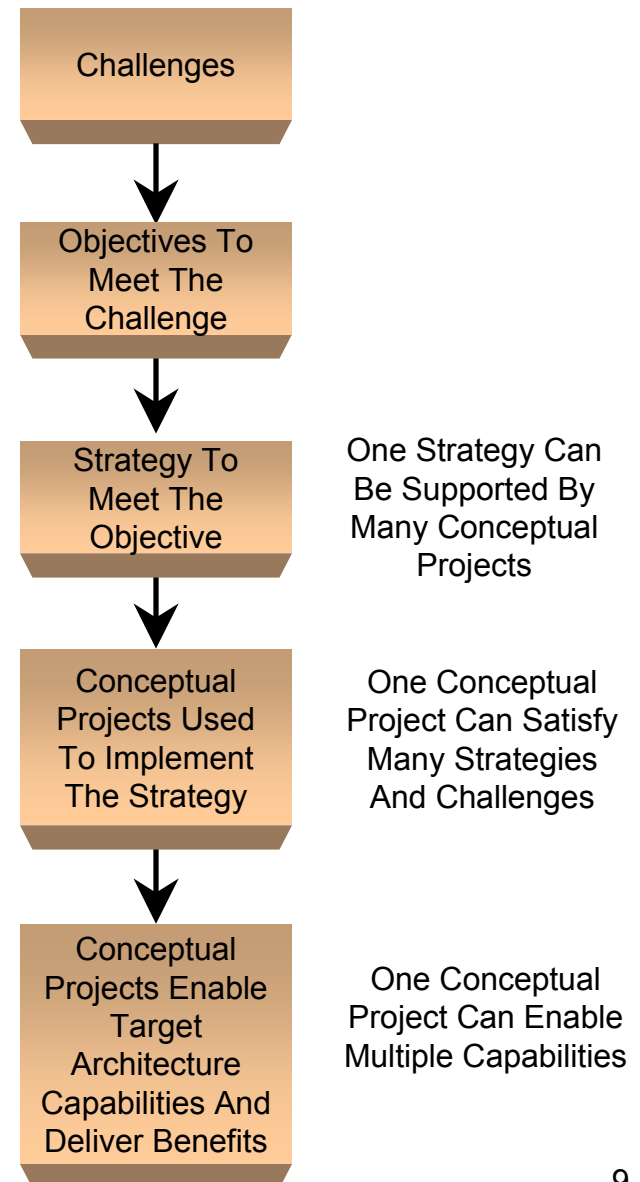 Challenges
Objectives To
Meet The
Challenge
Strategy To
Meet The
Objective
One Strategy Can
Be Supported By
Many Conceptual
Projects
Conceptual
Projects Used
To Implement
The Strategy
One Conceptual
Project Can Satisfy
Many Strategies
And Challenges
Conceptual
Projects Enable
Target
Architecture
Capabilities And
Deliver Benefits
One Conceptual
Project Can Enable
Multiple Capabilities
9